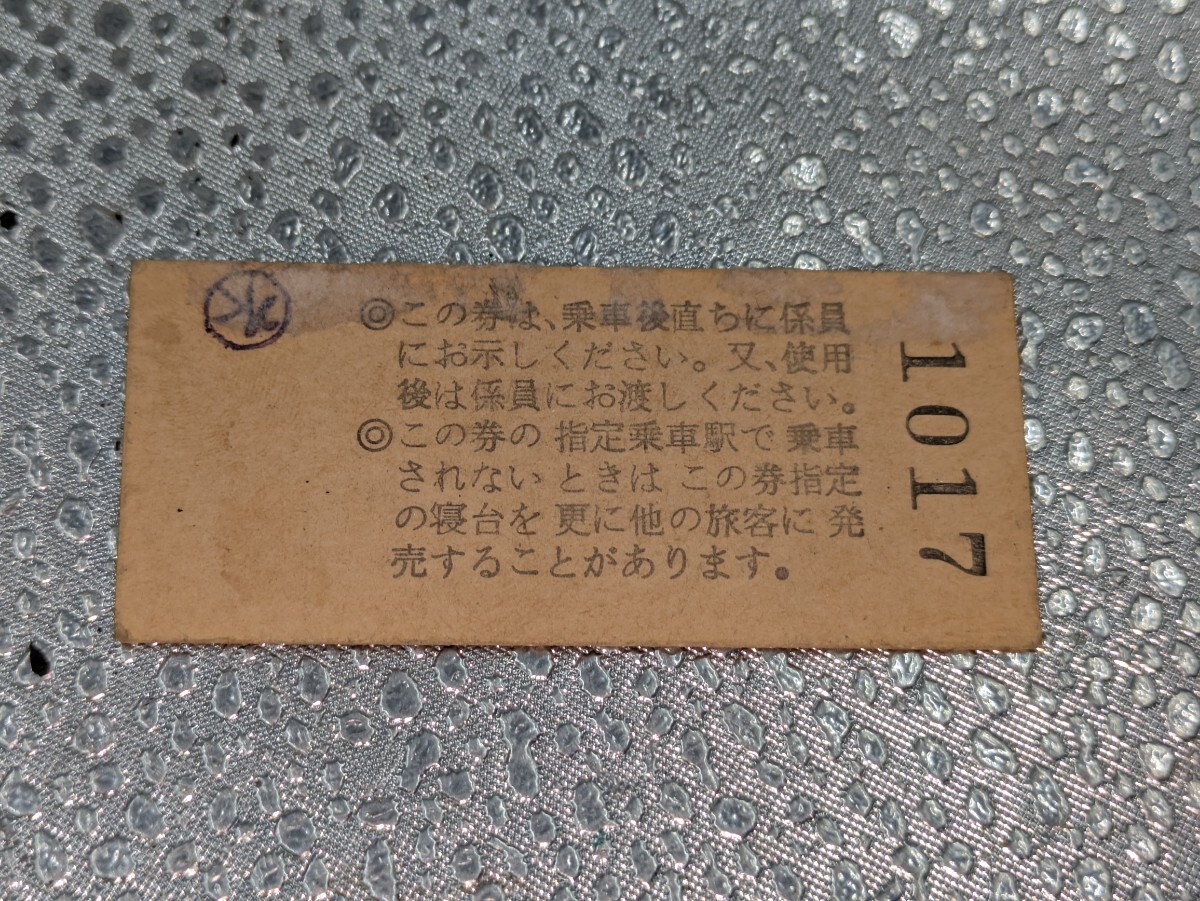 水
◎この券は、乗車後直ちに係員
にお示しください。又、使用
後は係員にお渡しください。
◎この券の 指定乗車駅で 乗車
されない ときは この券指定
の寝台を 更に他の旅客に 発
売することがあります。
1017